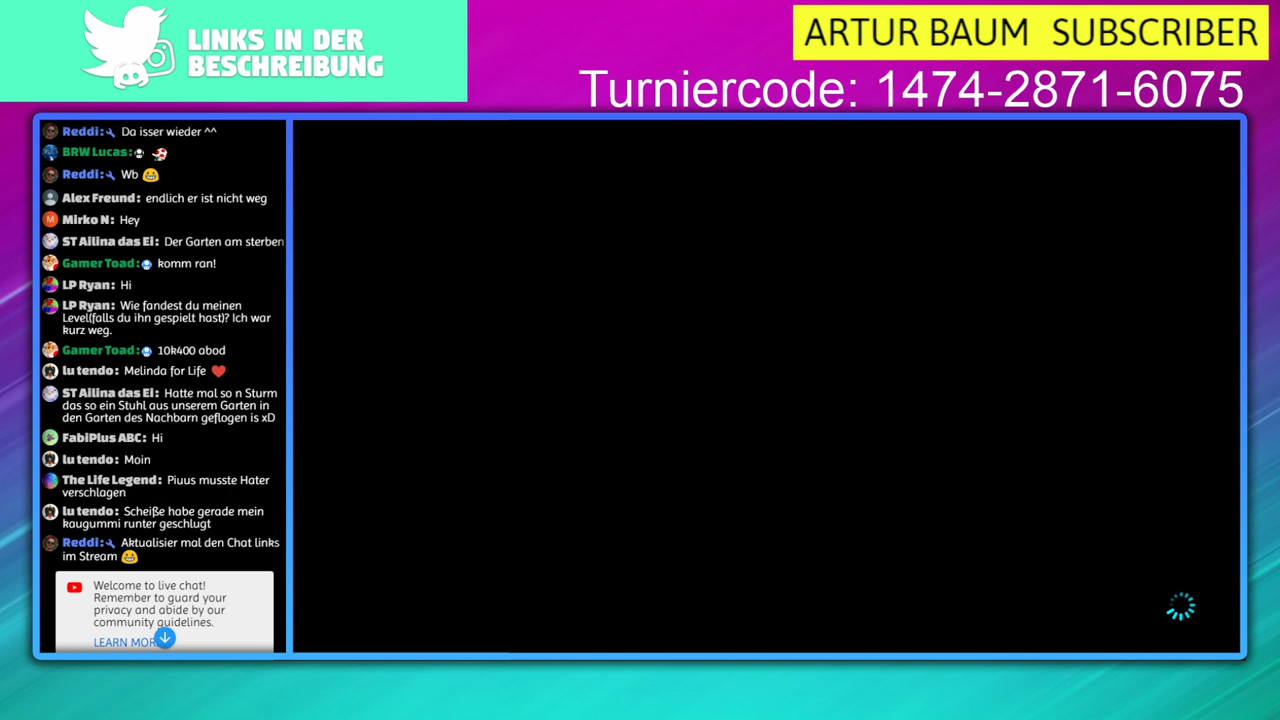 LINKS IN DER
BESCHREIBUNG
ARTUR BAUM SUBSCRIBER
Turniercode: 1474-2871-6075
Reddi: Da isser wieder ^^
BRW Lucas:
Reddi: Wb
Alex Freund: endlich er ist nicht weg
M Mirko N: Hey
ST Ailina das Ei: Der Garten am sterben
Gamer Toad: komm ran!
LP Ryan: Hi
LP Ryan: Wie fandest du meinen
Level(falls du ihn gespielt hast)? Ich war
kurz weg.
Gamer Toad: 10k400 abod
lu tendo: Melinda for Life ❤️
ST Ailina das Ei: Hatte mal so n Sturm
das so ein Stuhl aus unserem Garten in
den Garten des Nachbarn geflogen is xD
FabiPlus ABC: Hi
lu tendo: Moin
The Life Legend: Piuus musste Hater
verschlagen
lu tendo: Scheiße habe gerade mein
kaugummi runter geschlugt
Reddi: Aktualisier mal den Chat links
im Stream
Welcome to live chat!
Remember to guard your
privacy and abide by our
community guidelines.
LEARN MOR